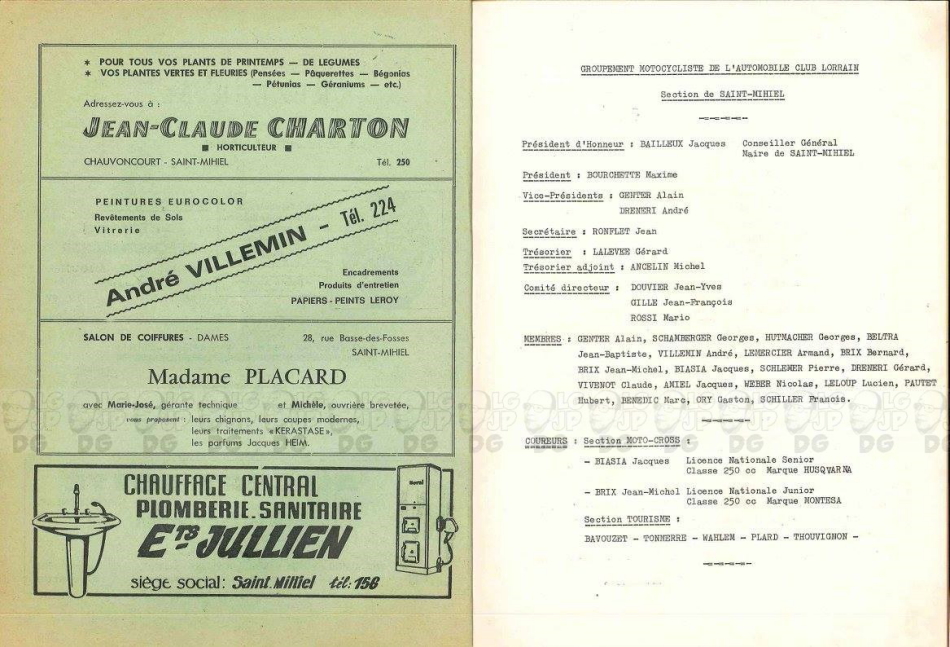 * POUR TOUS VOS PLANTS DE PRINTEMPS — DE LEGUMES
* VOS PLANTES VERTES ET FLEURIES (Pensées — Pâquerettes — Bégonias
— Pétunias — Géraniums — etc.)
Adressez-vous à :
JEAN-CLAUDE CHARTON
■ HORTICULTEUR ■
CHAUVONCOURT - SAINT-MIHIEL Tél. 250
PEINTURES EUROCOLOR
Revêtements de Sols
Vitrerie
André VILLEMIN - Tél. 224
Encadrements
Produits d'entretien
PAPIERS-PEINTS LEROY
SALON DE COIFFURES - DAMES 28, rue Basse-des-Fosses
SAINT-MIHIEL
Madame PLACARD
avec Marie-José, gérante technique et Michèle, ouvrière brevetée,
vous proposent : leurs chignons, leurs coupes modernes,
leurs traitements «KERASTASE»,
les parfums Jacques HEIM.
CHAUFFAGE CENTRAL
PLOMBERIE. SANITAIRE
ETS JULLIEN
siège social: Saint. Mihiel tél: 156
GROUPEMENT MOTOCYCLISTE DE L'AUTOMOBILE CLUB LORRAIN
Section de SAINT-MIHIEL
Président d'Honneur : BAILLEUX Jacques Conseiller Général
Maire de SAINT-MIHIEL
Président : BOURCHETTE Maxime
Vice-Présidents : GENTER Alain
DRENERI André
Secrétaire : RONFLET Jean
Trésorier : LALEVEE Gérard
Trésorier adjoint : ANCELIN Michel
Comité directeur : DOUVIER Jean-Yves
GILLE Jean-François
ROSSI Mario
MEMBRES : GENTER Alain, SCHAMBERGER Georges, HUTMACHER Georges, BELTRA
Jean-Baptiste, VILLEMIN André, LEMERCIER Armand, BRIX Bernard,
BRIX Jean-Michel, BIASIA Jacques, SCHLEMER Pierre, DRENERI Gérard,
VIVENOT Claude, AMIEL Jacques, WEBER Nicolas, LELOUP Lucien, PAUTET
Hubert, BENEDIC Marc, ORY Gaston, SCHILLER Francis.
COUREURS : Section MOTO-CROSS :
- BIASIA Jacques Licence Nationale Senior
Classe 250 cc Marque HUSQVARNA
- BRIX Jean-Michel Licence Nationale Junior
Classe 250 cc Marque MONTESA
Section TOURISME :
BAVOUZET - TONNERRE - WAHLEM - PLARD - THOUVIGNON -